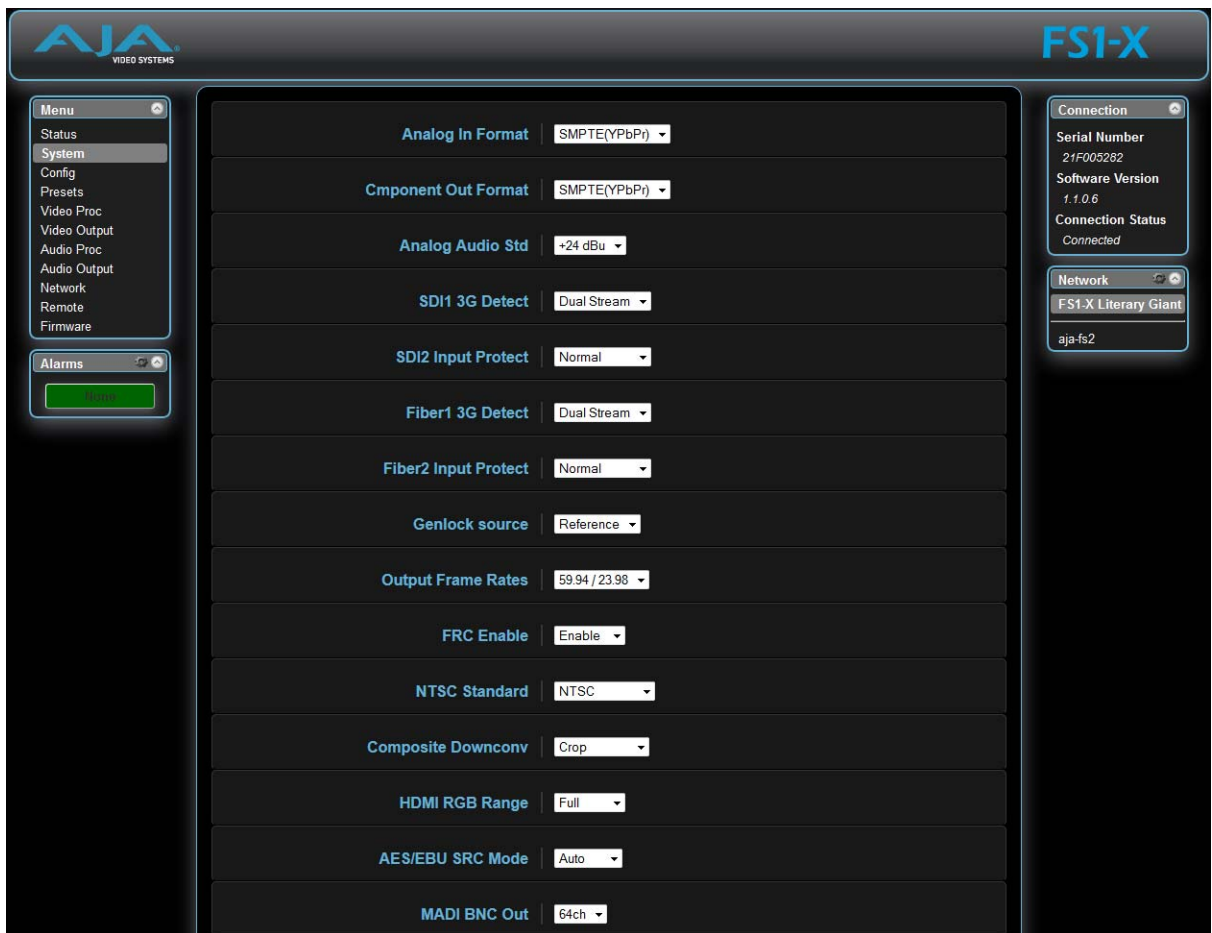 AJA®
VIDEO SYSTEMS
FS1-X
Menu
Status
System
Config
Presets
Video Proc
Video Output
Audio Proc
Audio Output
Network
Remote
Firmware
Alarms
None
Analog In Format SMPTE(YPbPr)
Cmponent Out Format SMPTE(YPbPr)
Analog Audio Std +24 dBu
SDI1 3G Detect Dual Stream
SDI2 Input Protect Normal
Fiber1 3G Detect Dual Stream
Fiber2 Input Protect Normal
Genlock source Reference
Output Frame Rates 59.94 / 23.98
FRC Enable Enable
NTSC Standard NTSC
Composite Downconv Crop
HDMI RGB Range Full
AES/EBU SRC Mode Auto
MADI BNC Out 64ch
Connection
Serial Number
21F005282
Software Version
1.1.0.6
Connection Status
Connected
Network
FS1-X Literary Giant
aja-fs2